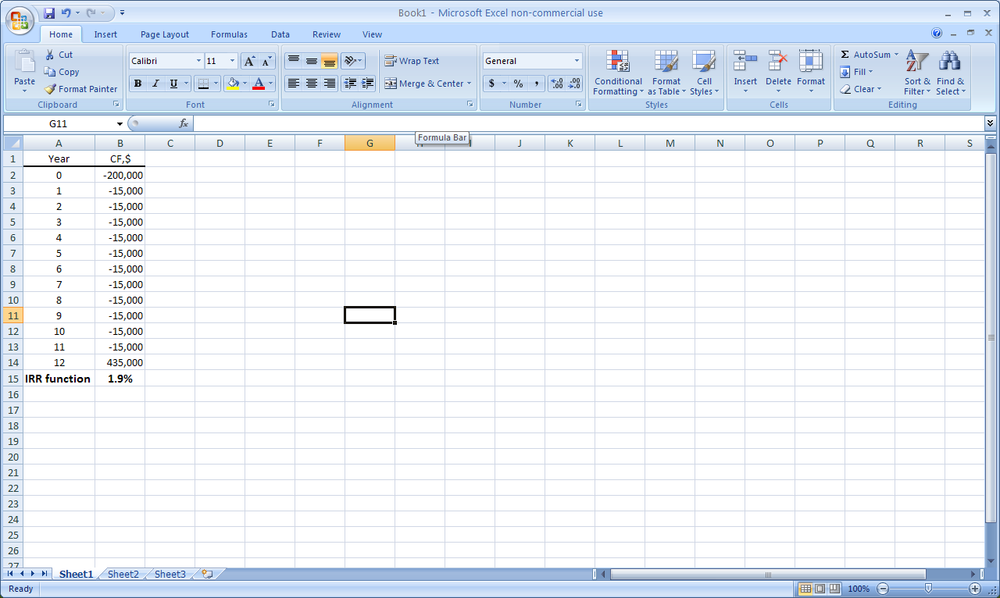 Book1 - Microsoft Excel non-commercial use
Home Insert Page Layout Formulas Data Review View
Paste
Cut
Copy
Format Painter
Clipboard
Calibri 11
B I U A
Font
Wrap Text
Merge & Center
Alignment
General
$ % , .00 .0
Number
Conditional Formatting
Format as Table
Cell Styles
Styles
Insert Delete Format
Cells
Σ AutoSum
Fill
Clear
Sort & Filter
Find & Select
Editing
G11 fx
Formula Bar
A B C D E F G I J K L M N O P Q R S
1 Year CF,$
2 0 -200,000
3 1 -15,000
4 2 -15,000
5 3 -15,000
6 4 -15,000
7 5 -15,000
8 6 -15,000
9 7 -15,000
10 8 -15,000
11 9 -15,000
12 10 -15,000
13 11 -15,000
14 12 435,000
15 IRR function 1.9%
16
17
18
19
20
21
22
23
24
25
26
27
Sheet1 Sheet2 Sheet3
Ready 100%